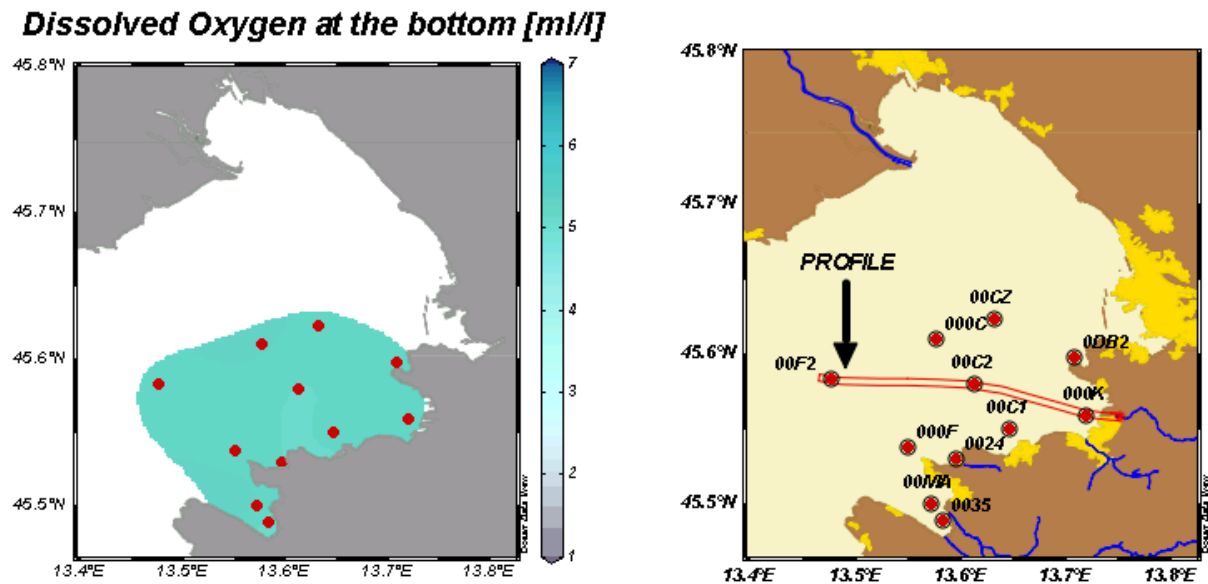 Dissolved Oxygen at the bottom [ml/l]
45.8°N
45.7°N
45.6°N
45.5°N
13.4°E
13.5°E
13.6°E
13.7°E
13.8°E
7
6
5
4
3
2
1
Ocean Data View
45.8°N
45.7°N
45.6°N
45.5°N
13.4°E
13.5°E
13.6°E
13.7°E
13.8°E
PROFILE
00CZ
000C
0DB2
00F2
00C2
000K
00C1
000F
0024
00MA
0035
Ocean Data View